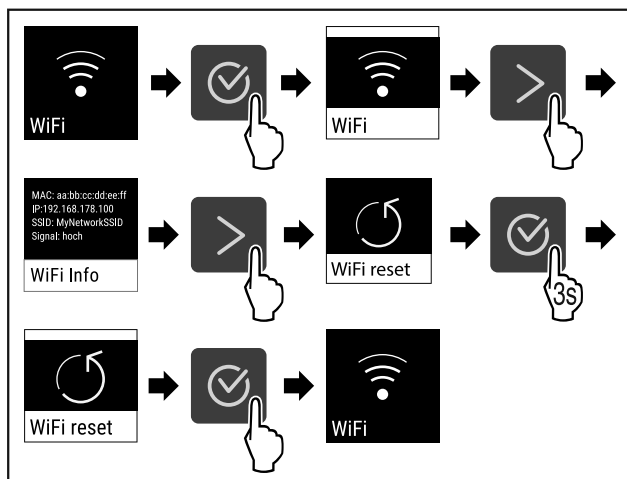 WiFi
WiFi
MAC: aa:bb:cc:dd:ee:ff
IP:192.168.178.100
SSID: MyNetworkSSID
Signal: hoch
WiFi Info
WiFi reset
3s
WiFi reset
WiFi